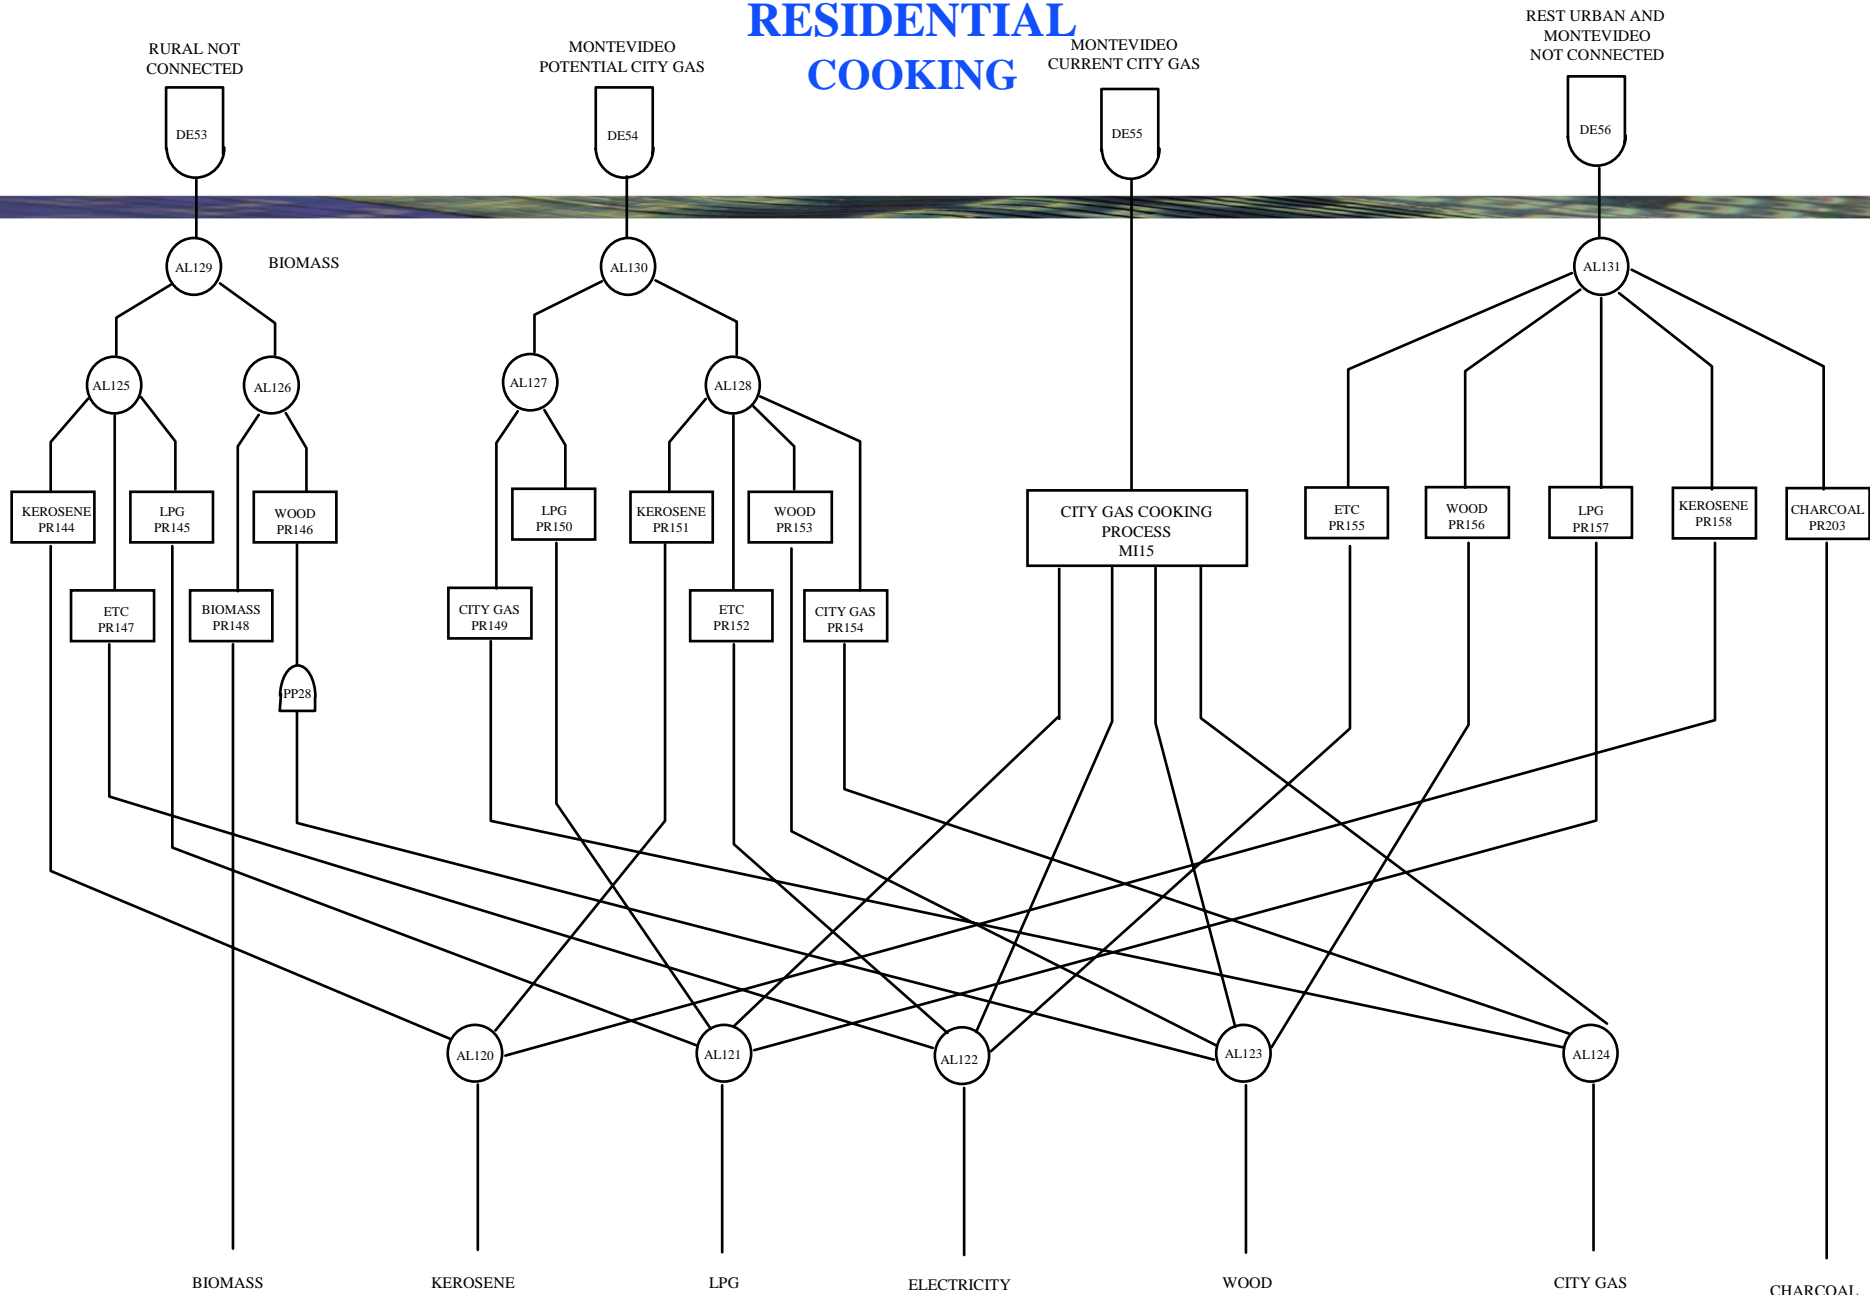 RESIDENTIAL
COOKING
RURAL NOT
CONNECTED
MONTEVIDEO
POTENTIAL CITY GAS
MONTEVIDEO
CURRENT CITY GAS
REST URBAN AND
MONTEVIDEO
NOT CONNECTED
DE53
DE54
DE55
DE56
AL129
BIOMASS
AL130
AL131
AL125
AL126
AL127
AL128
KEROSENE
PR144
LPG
PR145
WOOD
PR146
LPG
PR150
KEROSENE
PR151
WOOD
PR153
CITY GAS COOKING
PROCESS
MI15
ETC
PR155
WOOD
PR156
LPG
PR157
KEROSENE
PR158
CHARCOAL
PR203
ETC
PR147
BIOMASS
PR148
CITY GAS
PR149
ETC
PR152
CITY GAS
PR154
PP28
AL120
AL121
AL122
AL123
AL124
BIOMASS
KEROSENE
LPG
ELECTRICITY
WOOD
CITY GAS
CHARCOAL